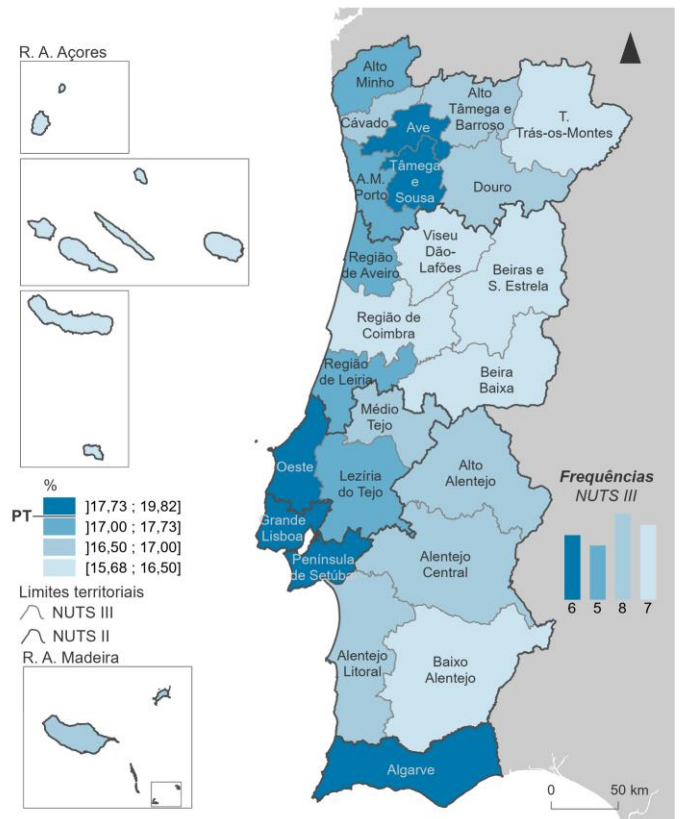 R. A. Açores
Alto
Minho
Cávado
Ave
Alto
Tâmega e
Barroso
T.
Trás-os-Montes
A.M.
Porto
Tâmega
e
Sousa
Douro
Região
de Aveiro
Viseu
Dão-
Lafões
Beiras e
S. Estrela
Região de
Coimbra
Região
de Leiria
Beira
Baixa
Médio
Tejo
Oeste
Lezíria
do Tejo
Alto
Alentejo
Grande
Lisboa
Península
de Setúbal
Alentejo
Central
Alentejo
Litoral
Baixo
Alentejo
Algarve
%
]17,73 ; 19,82]
PT
]17,00 ; 17,73]
]16,50 ; 17,00]
[15,68 ; 16,50]
Limites territoriais
NUTS III
NUTS II
R. A. Madeira
Frequências
NUTS III
6 5 8 7
0 50 km